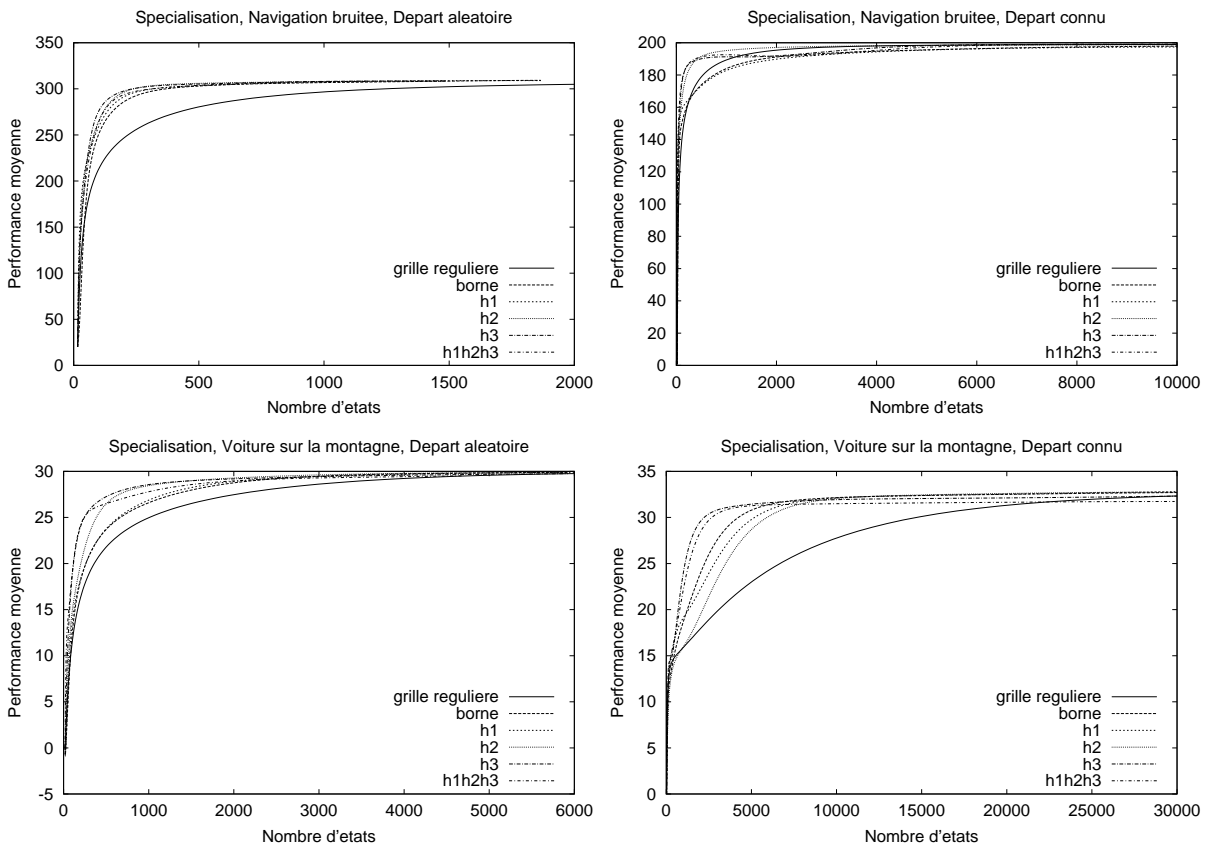 Specialisation, Navigation bruitee, Depart aleatoire
350
300
250
200
150
100
50
0
Performance moyenne
grille reguliere
borne
h1
h2
h3
h1h2h3
0 500 1000 1500 2000
Nombre d'etats
Specialisation, Navigation bruitee, Depart connu
200
180
160
140
120
100
80
60
40
20
0
Performance moyenne
grille reguliere
borne
h1
h2
h3
h1h2h3
0 2000 4000 6000 8000 10000
Nombre d'etats
Specialisation, Voiture sur la montagne, Depart aleatoire
30
25
20
15
10
5
0
-5
Performance moyenne
grille reguliere
borne
h1
h2
h3
h1h2h3
0 1000 2000 3000 4000 5000 6000
Nombre d'etats
Specialisation, Voiture sur la montagne, Depart connu
35
30
25
20
15
10
5
0
Performance moyenne
grille reguliere
borne
h1
h2
h3
h1h2h3
0 5000 10000 15000 20000 25000 30000
Nombre d'etats